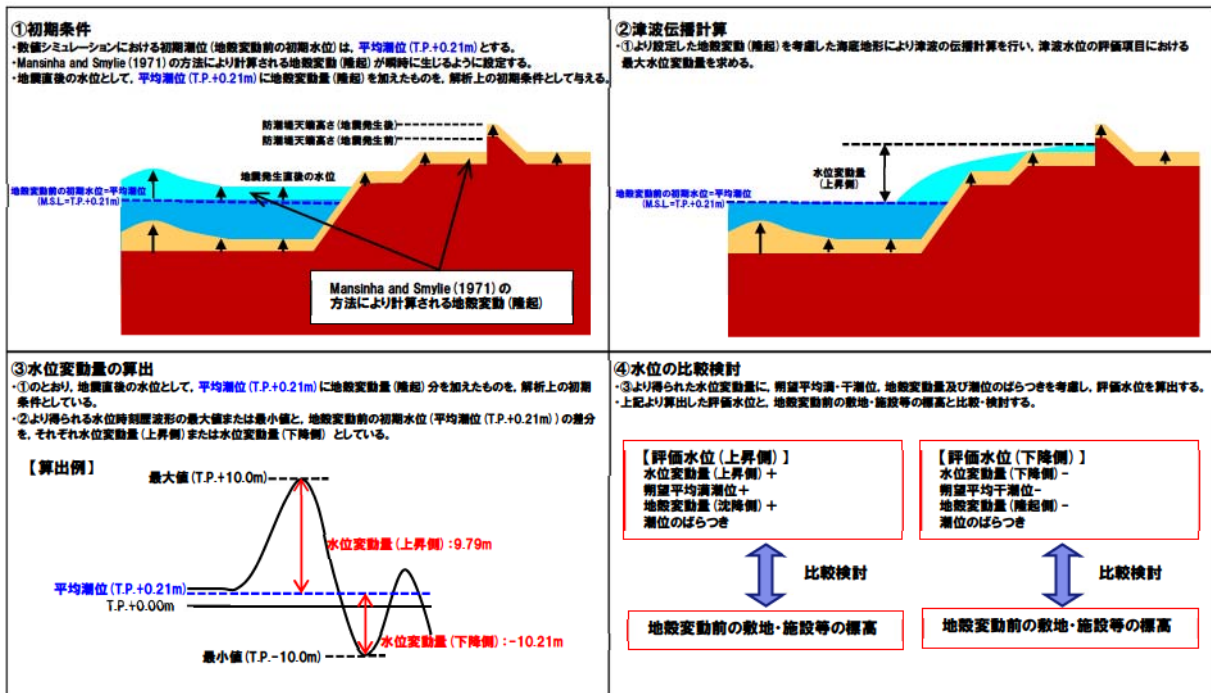 ①初期条件
・数値シミュレーションにおける初期潮位(地殻変動前の初期水位)は,平均潮位(T.P.+0.21m)とする。
・Mansinha and Smylie(1971)の方法により計算される地殻変動(隆起)が瞬時に生じるように設定する。
・地震直後の水位として,平均潮位(T.P.+0.21m)に地殻変動量(隆起)を加えたものを,解析上の初期条件として与える。
防潮堤天端高さ(地震発生後)
防潮堤天端高さ(地震発生前)
地震発生直後の水位
地殻変動前の初期水位=平均潮位
(M.S.L.=T.P.+0.21m)
Mansinha and Smylie(1971)の
方法により計算される地殻変動(隆起)
②津波伝播計算
・①より設定した地殻変動(隆起)を考慮した海底地形により津波の伝播計算を行い,津波水位の評価項目における
最大水位変動量を求める。
水位変動量
(上昇側)
地殻変動前の初期水位=平均潮位
(M.S.L.=T.P.+0.21m)
③水位変動量の算出
・①のとおり,地震直後の水位として,平均潮位(T.P.+0.21m)に地殻変動量(隆起)分を加えたものを,解析上の初期
条件としている。
・②より得られる水位時刻歴波形の最大値または最小値と,地殻変動前の初期水位(平均潮位(T.P.+0.21m))の差分
を,それぞれ水位変動量(上昇側)または水位変動量(下降側) としている。
【算出例】
最大値(T.P.+10.0m)
水位変動量(上昇側):9.79m
平均潮位(T.P.+0.21m)
T.P.+0.00m
水位変動量(下降側):-10.21m
最小値(T.P.-10.0m)
④水位の比較検討
・③より得られた水位変動量に,朔望平均満・干潮位,地殻変動量及び潮位のばらつきを考慮し,評価水位を算出する。
・上記より算出した評価水位と,地殻変動前の敷地・施設等の標高と比較・検討する。
【評価水位(上昇側)】
水位変動量(上昇側)+
朔望平均満潮位+
地殻変動量(沈降側)+
潮位のばらつき
比較検討
地殻変動前の敷地・施設等の標高
【評価水位(下降側)】
水位変動量(下降側)-
朔望平均干潮位-
地殻変動量(隆起側)-
潮位のばらつき
比較検討
地殻変動前の敷地・施設等の標高